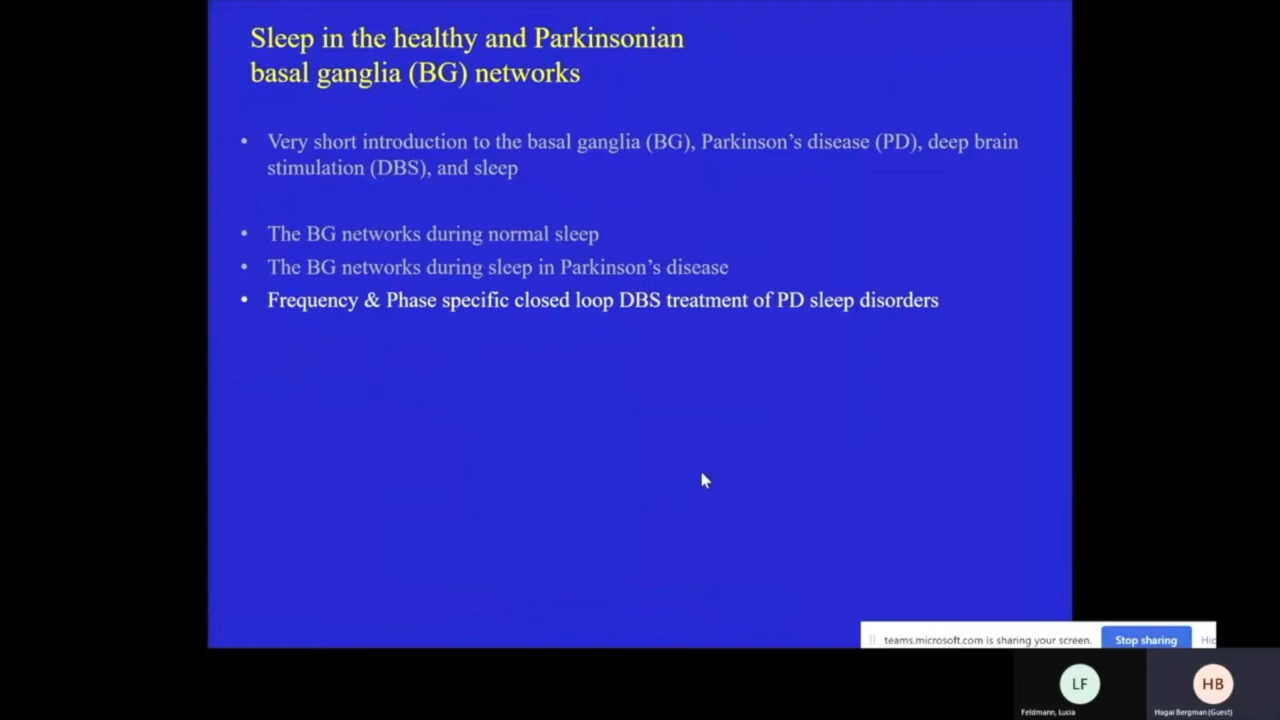 Sleep in the healthy and Parkinsonian
basal ganglia (BG) networks
• Very short introduction to the basal ganglia (BG), Parkinson’s disease (PD), deep brain
stimulation (DBS), and sleep
• The BG networks during normal sleep
• The BG networks during sleep in Parkinson’s disease
• Frequency & Phase specific closed loop DBS treatment of PD sleep disorders
teams.microsoft.com is sharing your screen. Stop sharing
LF HB
Feldmann, Lucia Hagai Bergman (Guest)